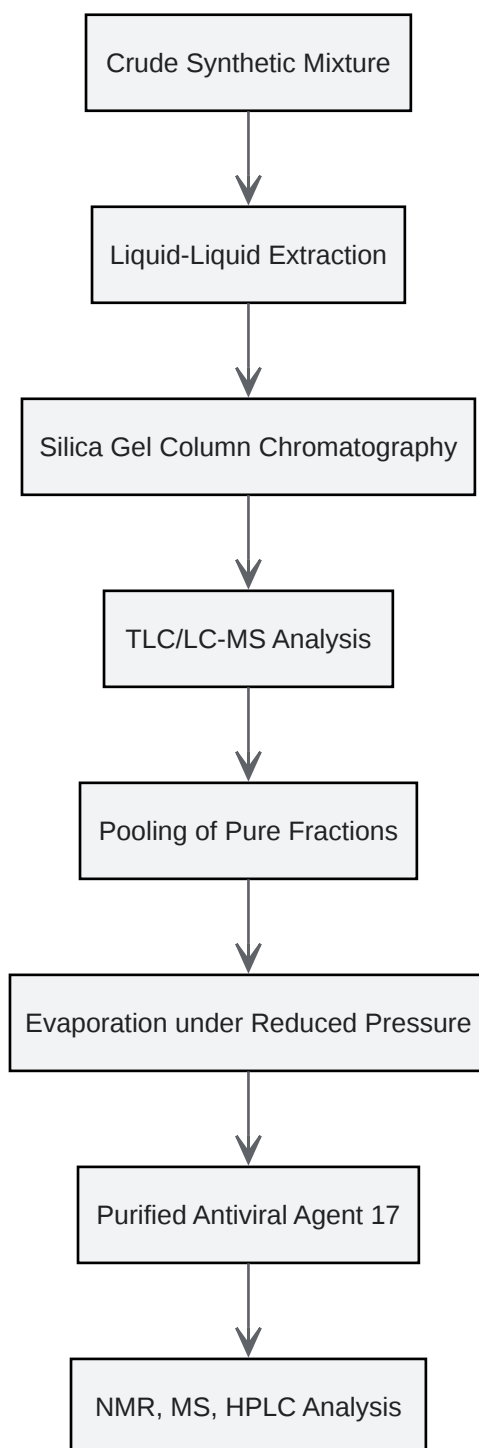 Crude Synthetic Mixture
Liquid-Liquid Extraction
Silica Gel Column Chromatography
TLC/LC-MS Analysis
Pooling of Pure Fractions
Evaporation under Reduced Pressure
Purified Antiviral Agent 17
NMR, MS, HPLC Analysis